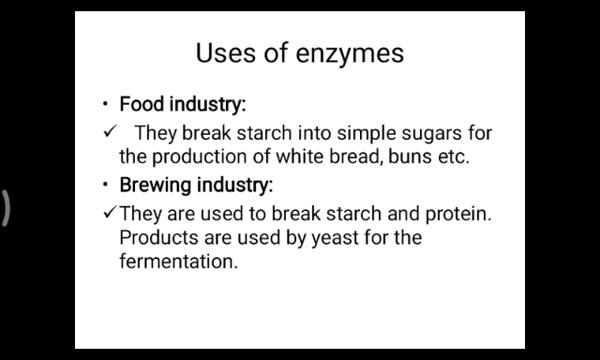 Uses of enzymes
• Food industry:
✓ They break starch into simple sugars for
the production of white bread, buns etc.
• Brewing industry:
✓They are used to break starch and protein.
Products are used by yeast for the
fermentation.